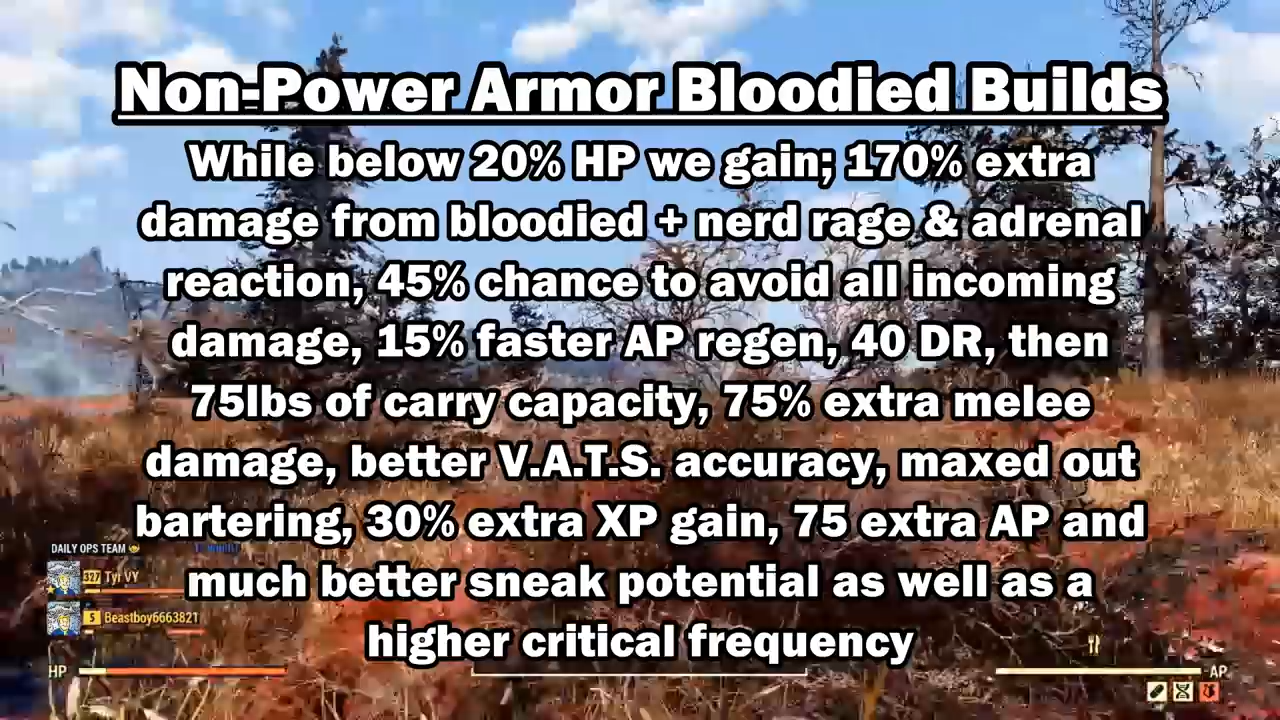 Non-Power Armor Bloodied Builds
While below 20% HP we gain; 170% extra
damage from bloodied + nerd rage & adrenal
reaction, 45% chance to avoid all incoming
damage, 15% faster AP regen, 40 DR, then
75lbs of carry capacity, 75% extra melee
damage, better V.A.T.S. accuracy, maxed out
bartering, 30% extra XP gain, 75 extra AP and
much better sneak potential as well as a
higher critical frequency
DAILY OPS TEAM
327 Tyr VY
5 Beastboy6663821
HP
AP